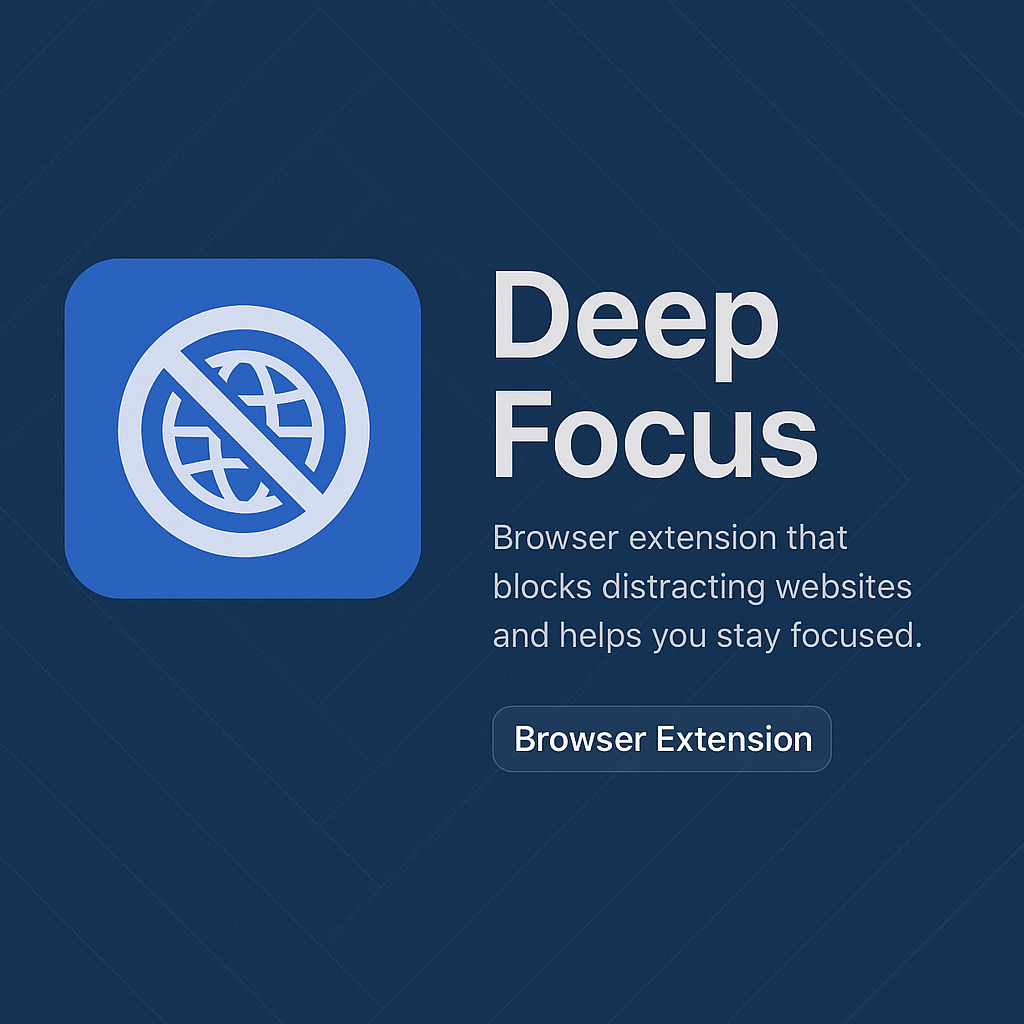 Deep
Focus
Browser extension that
blocks distracting websites
and helps you stay focused.
Browser Extension